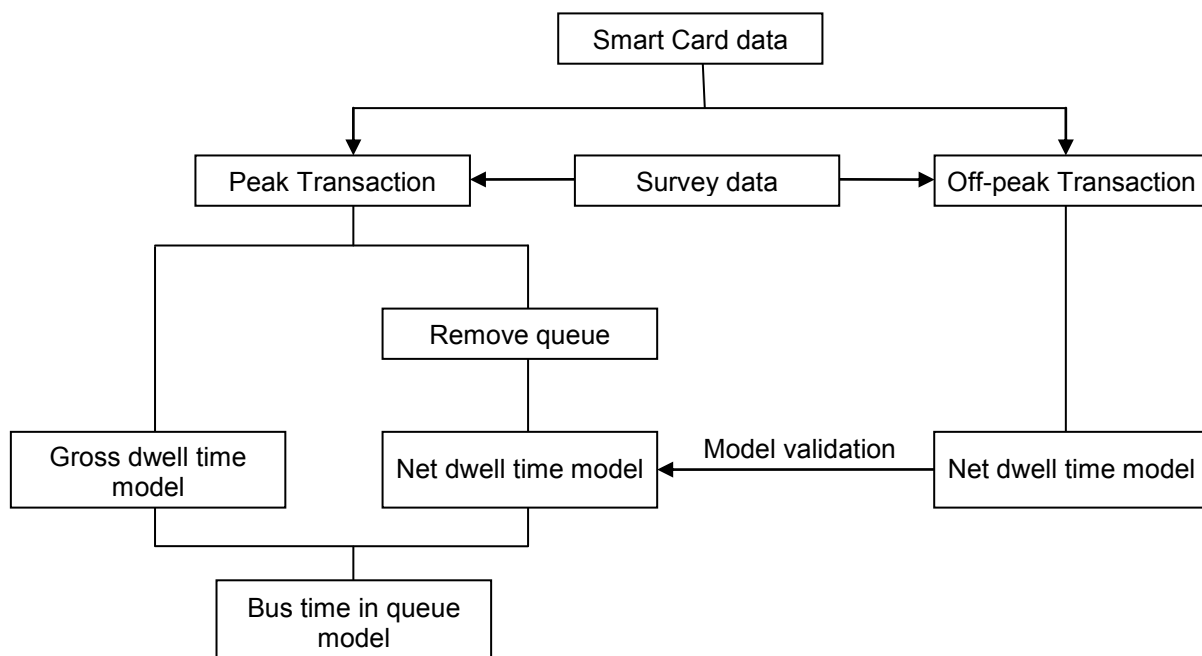 Smart Card data
Peak Transaction
Survey data
Off-peak Transaction
Remove queue
Gross dwell time
model
Net dwell time model
Model validation
Net dwell time model
Bus time in queue
model